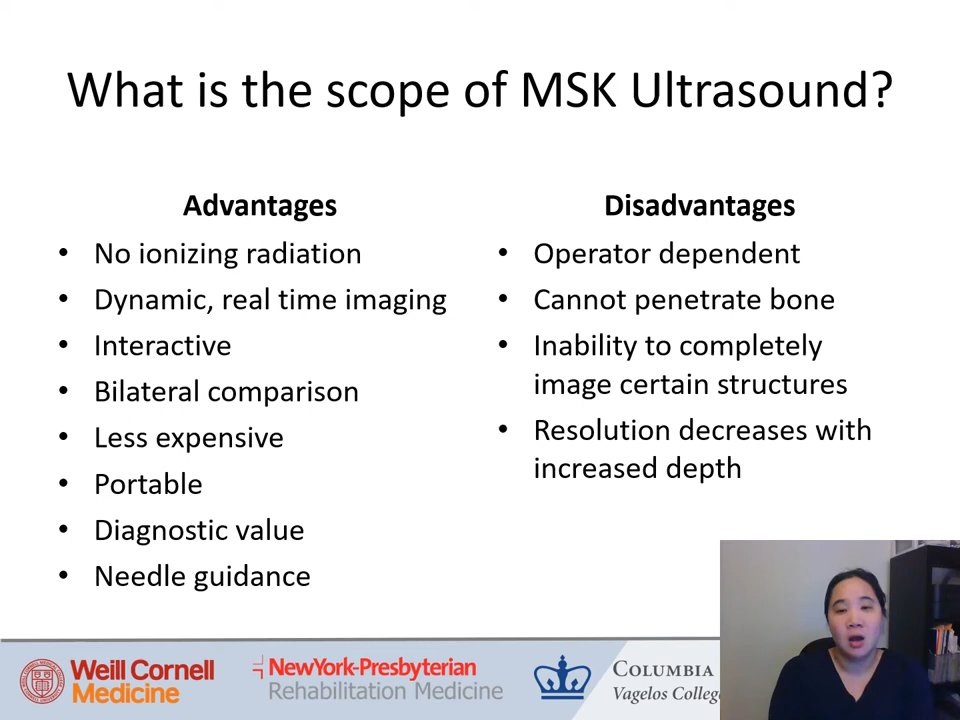 What is the scope of MSK Ultrasound?
Advantages
• No ionizing radiation
• Dynamic, real time imaging
• Interactive
• Bilateral comparison
• Less expensive
• Portable
• Diagnostic value
• Needle guidance
Disadvantages
• Operator dependent
• Cannot penetrate bone
• Inability to completely
image certain structures
• Resolution decreases with
increased depth
Weill Cornell
Medicine
NewYork-Presbyterian
Rehabilitation Medicine
COLUMBIA
Vagelos Colleg